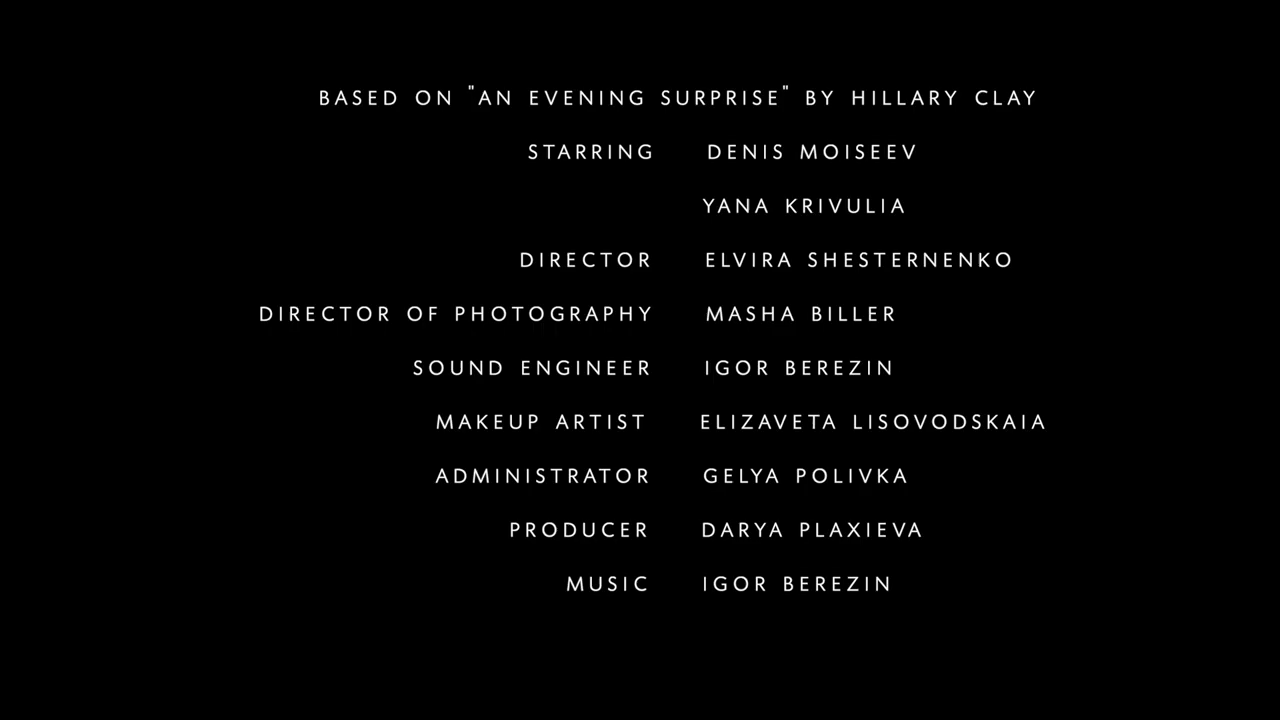 BASED ON "AN EVENING SURPRISE" BY HILLARY CLAY
STARRING DENIS MOISEEV
YANA KRIVULIA
DIRECTOR ELVIRA SHESTERNENKO
DIRECTOR OF PHOTOGRAPHY MASHA BILLER
SOUND ENGINEER IGOR BEREZIN
MAKEUP ARTIST ELIZAVETA LISOVODSKAIA
ADMINISTRATOR GELYA POLIVKA
PRODUCER DARYA PLAXIEVA
MUSIC IGOR BEREZIN